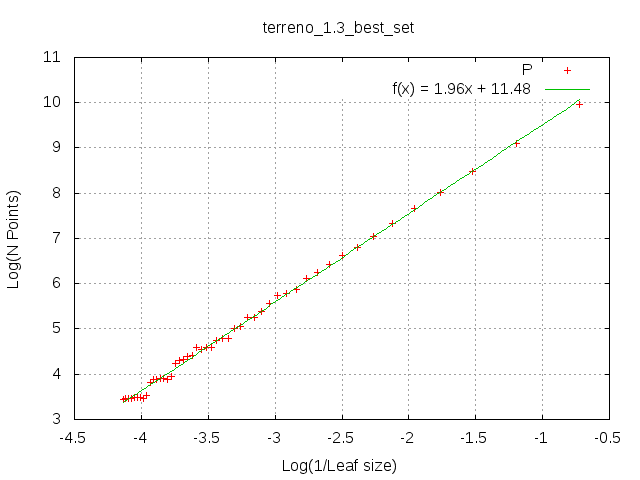 terreno_1.3_best_set
11
10
9
8
7
6
5
4
3
Log(N Points)
P
f(x) = 1.96x + 11.48
-4.5 -4 -3.5 -3 -2.5 -2 -1.5 -1 -0.5
Log(1/Leaf size)